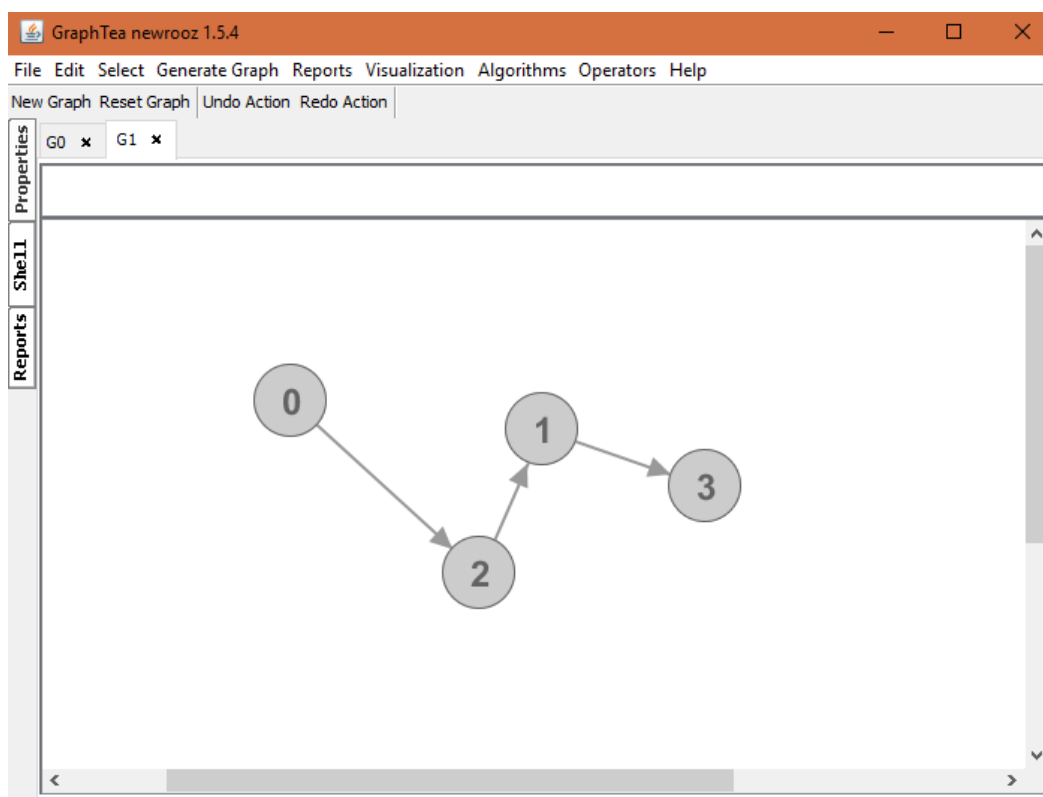 GraphTea newrooz 1.5.4
File Edit Select Generate Graph Reports Visualization Algorithms Operators Help
New Graph Reset Graph Undo Action Redo Action
G0 G1
Properties
Shell
Reports
0
1
3
2